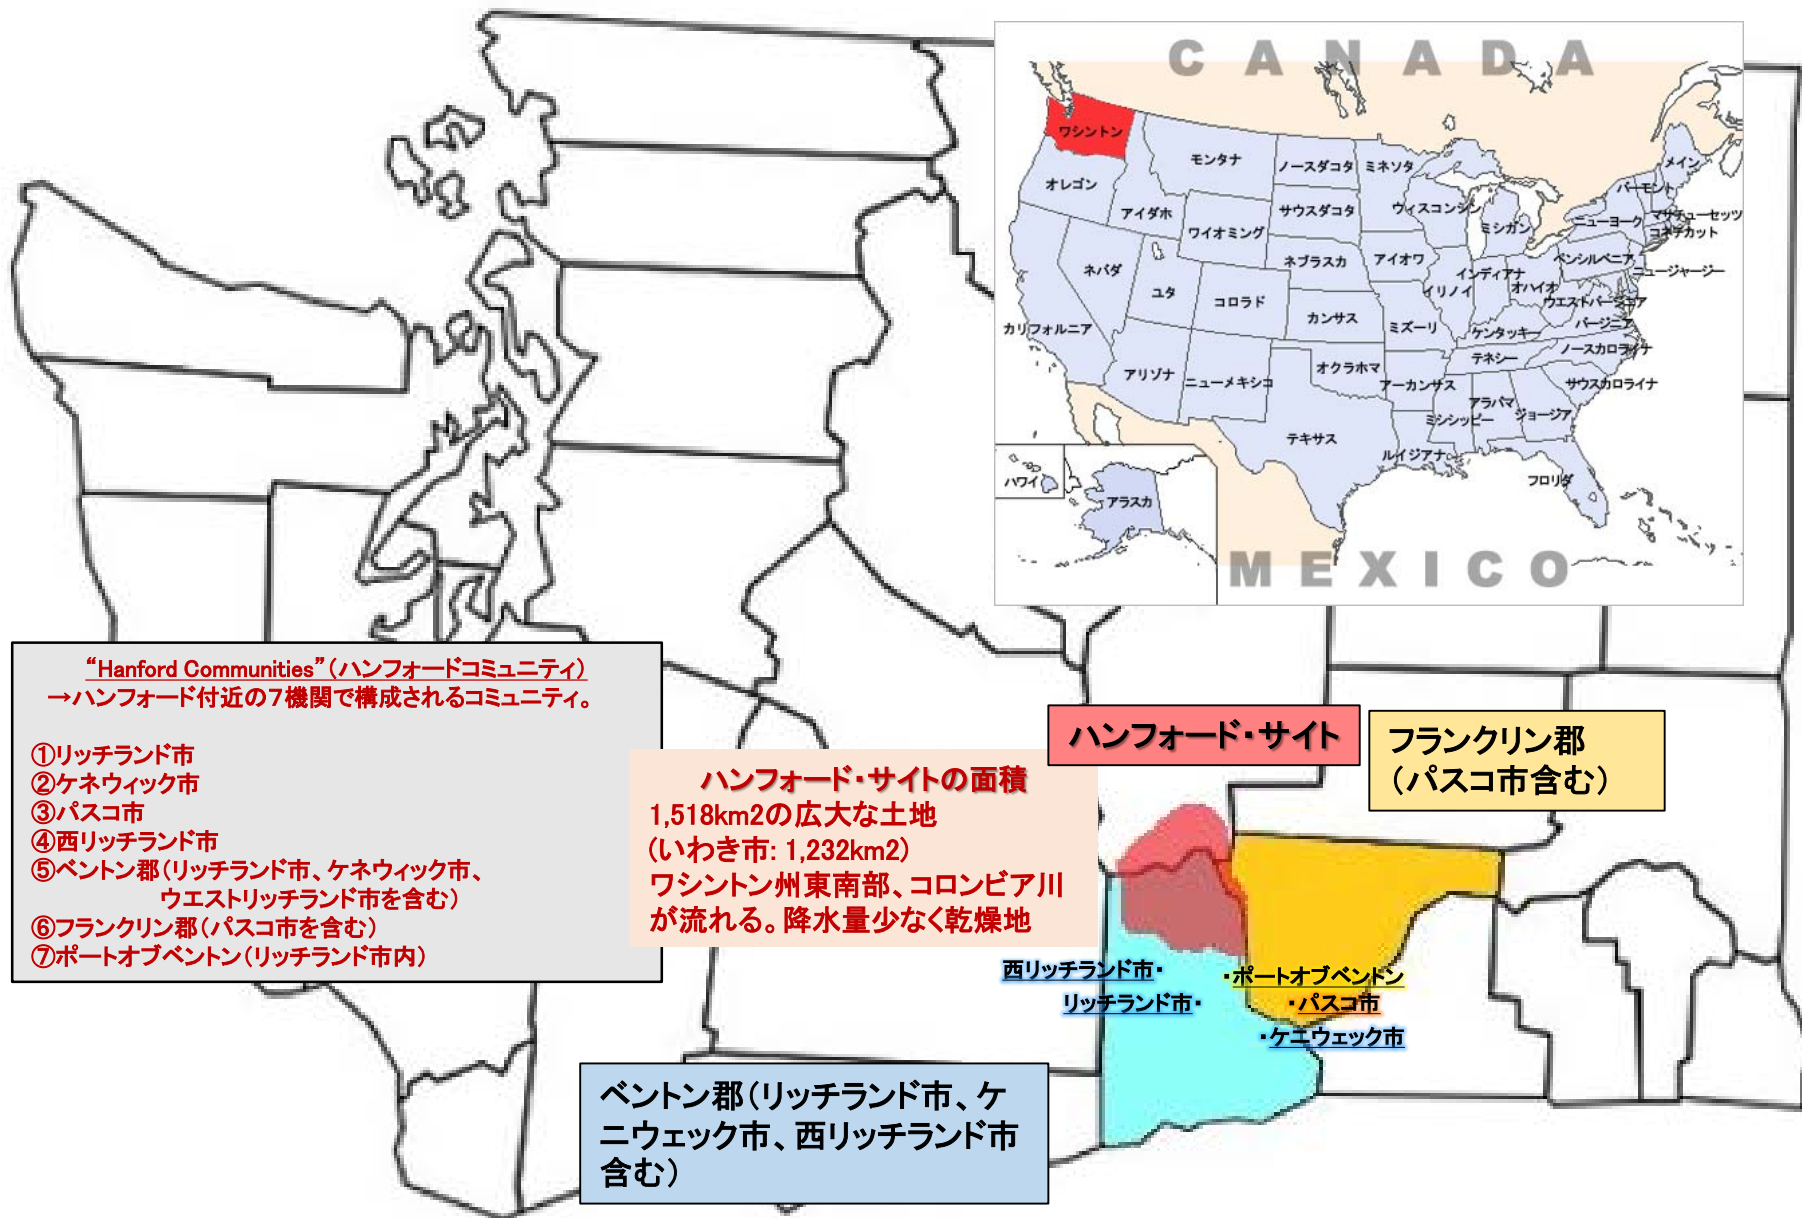 CANADA
ワシントン
モンタナ
ノースダコタ
ミネソタ
メイン
オレゴン
アイダホ
サウスダコタ
ウィスコンシン
バーモント
ニューヨーク
マサチューセッツ
コネチカット
ワイオミング
ミシガン
ネバダ
ユタ
コロラド
ネブラスカ
アイオワ
インディアナ
イリノイ
オハイオ
ペンシルベニア
ニュージャージー
ウエストバージニア
カリフォルニア
カンサス
ミズーリ
ケンタッキー
バージニア
ノースカロライナ
テネシー
アリゾナ
ニューメキシコ
オクラホマ
アーカンサス
サウスカロライナ
アラバマ
ミシシッピー
ジョージア
テキサス
ルイジアナ
フロリダ
ハワイ
アラスカ
MEXICO
“Hanford Communities”（ハンフォードコミュニティ）
→ハンフォード付近の７機関で構成されるコミュニティ。
①リッチランド市
②ケネウィック市
③パスコ市
④西リッチランド市
⑤ベントン郡（リッチランド市、ケネウィック市、
ウエストリッチランド市を含む）
⑥フランクリン郡（パスコ市を含む）
⑦ポートオブベントン（リッチランド市内）
ハンフォード・サイトの面積
1,518km2の広大な土地
(いわき市: 1,232km2)
ワシントン州東南部、コロンビア川
が流れる。降水量少なく乾燥地
ハンフォード・サイト
フランクリン郡
（パスコ市含む）
西リッチランド市・
・ポートオブベントン
リッチランド市・
・パスコ市
・ケニウェック市
ベントン郡（リッチランド市、ケ
ニウェック市、西リッチランド市
含む）